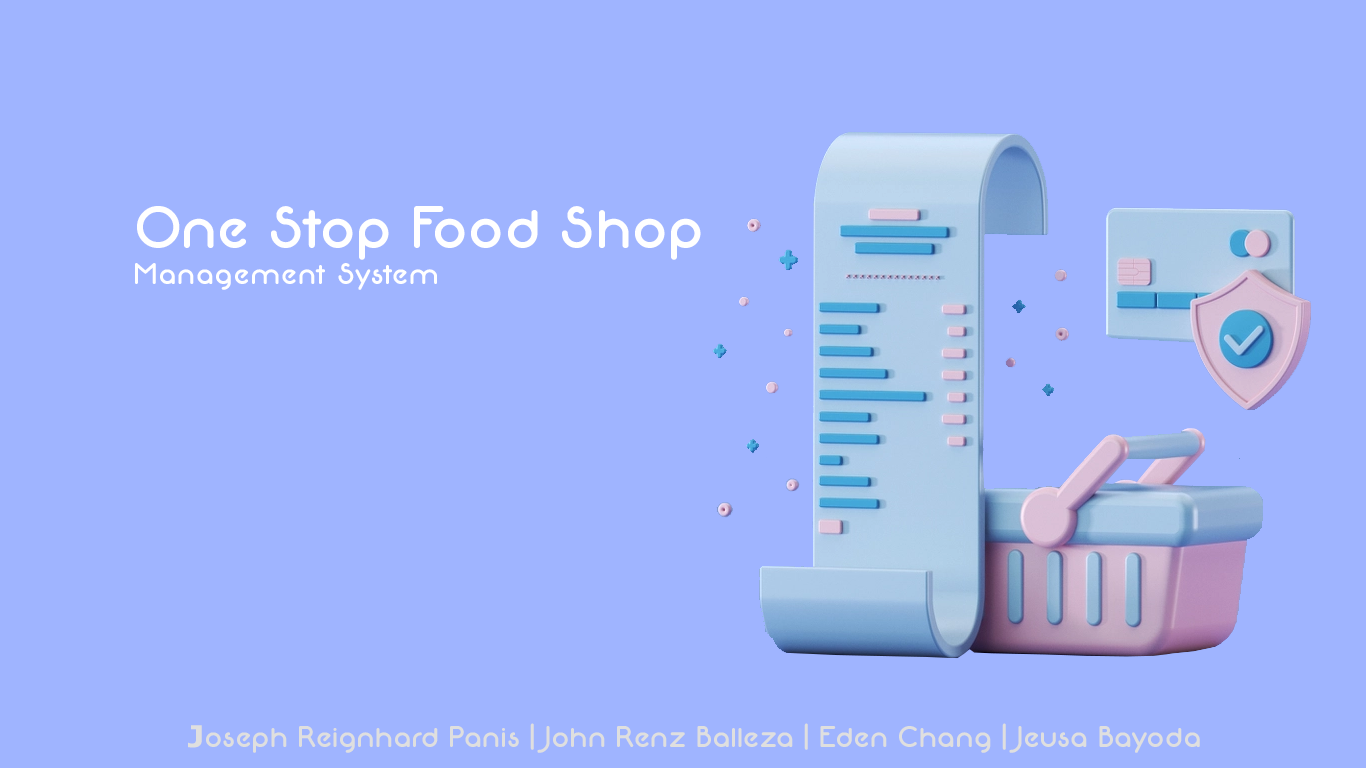 One Stop Food Shop
Management System
Joseph Reignhard Panis | John Renz Balleza | Eden Chang | Jeusa Bayoda